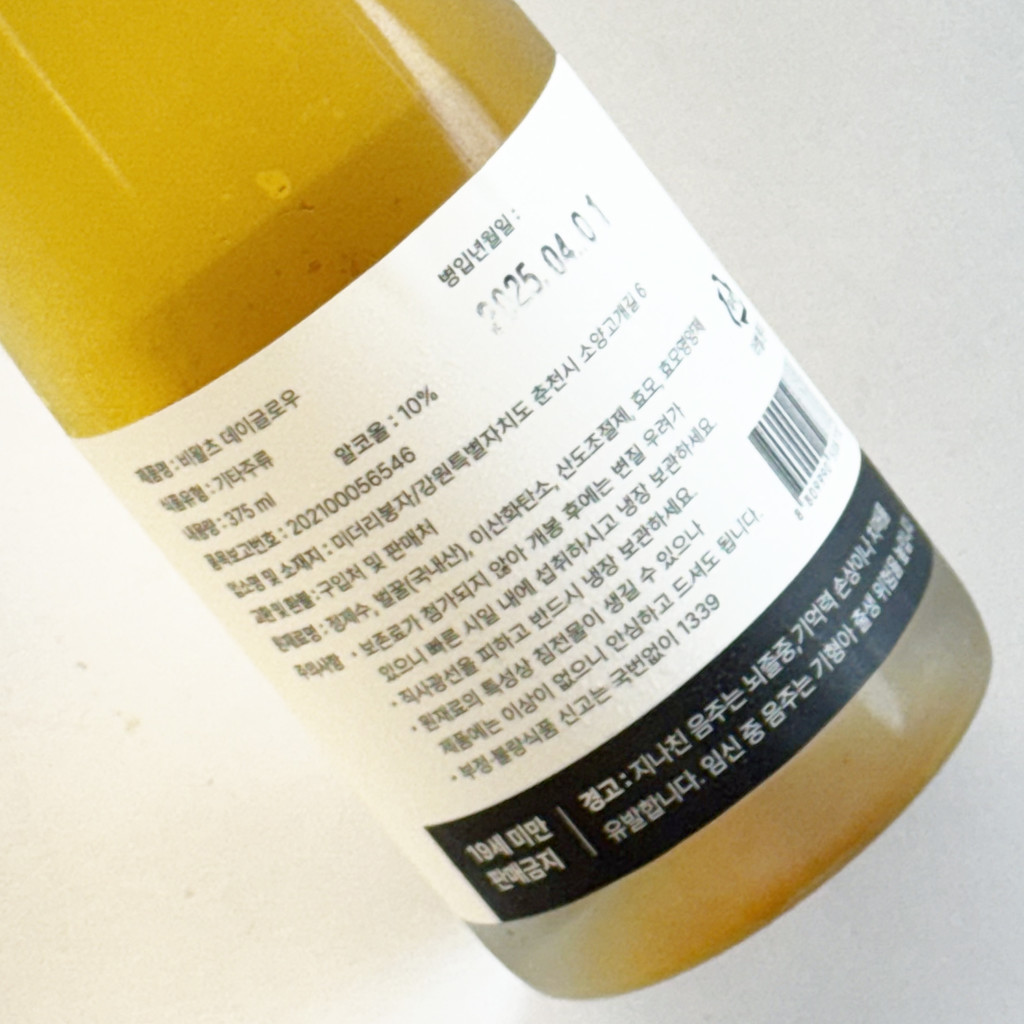 병입년월일 :
2025.04.01
제품명 : 비월츠 데이글로우
식품유형 : 기타주류 알코올 : 10%
내용량 : 375 ml
품목보고번호 : 202100056546
업소명 및 소재지 : 미더리봉자/강원특별자치도 춘천시 소양고개길 6
교환 및 환불 : 구입처 및 판매처
원재료명 : 정제수, 벌꿀(국내산), 이산화탄소, 산도조절제, 효모, 효모영양제
주의사항 · 보존료가 첨가되지 않아 개봉 후에는 변질 우려가
있으니 빠른 시일 내에 섭취하시고 냉장 보관하세요
· 직사광선을 피하고 반드시 냉장 보관하세요.
· 원재료의 특성상 침전물이 생길 수 있으나
제품에는 이상이 없으니 안심하고 드셔도 됩니다.
· 부정·불량식품 신고는 국번없이 1339
19세 미만
판매금지
경고 : 지나친 음주는 뇌졸중, 기억력 손상이나 치매를
유발합니다. 임신 중 음주는 기형아 출생 위험을 높입니다.